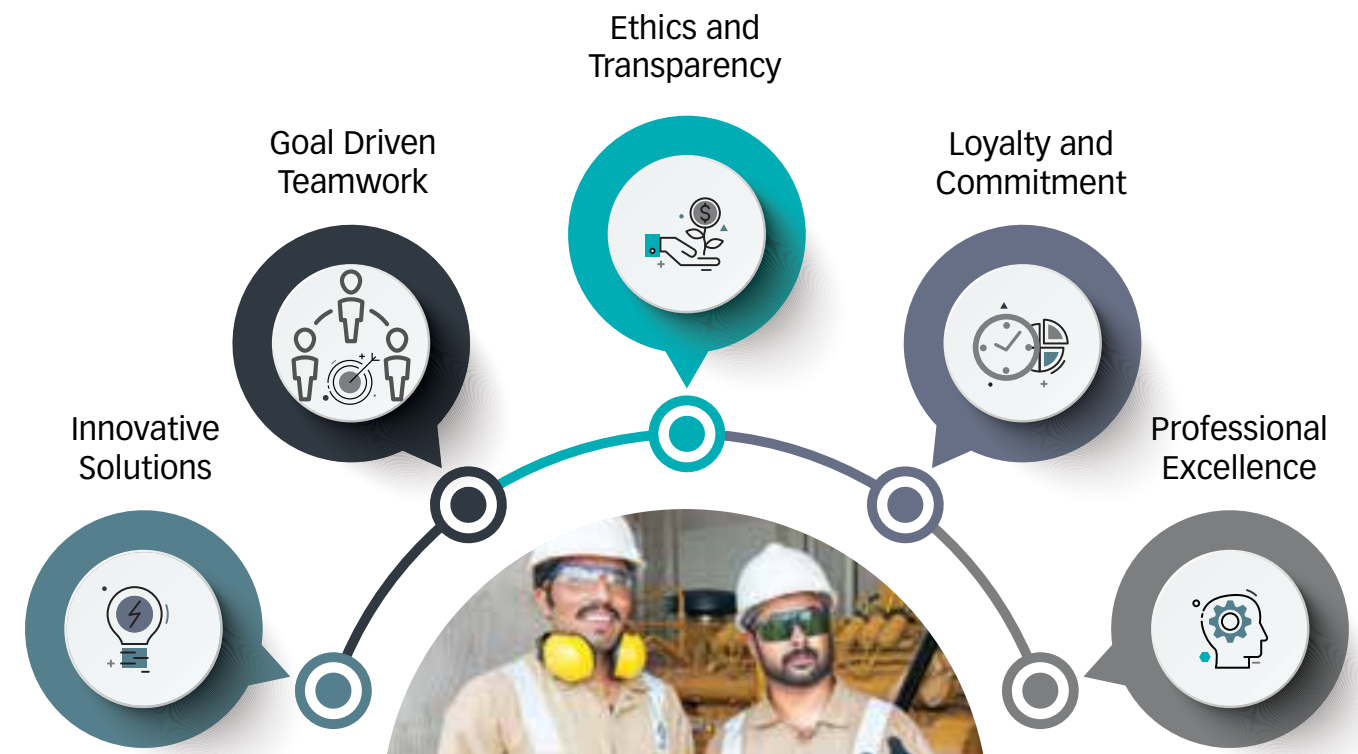 Ethics and
Transparency
Goal Driven
Teamwork
Loyalty and
Commitment
Innovative
Solutions
Professional
Excellence
$